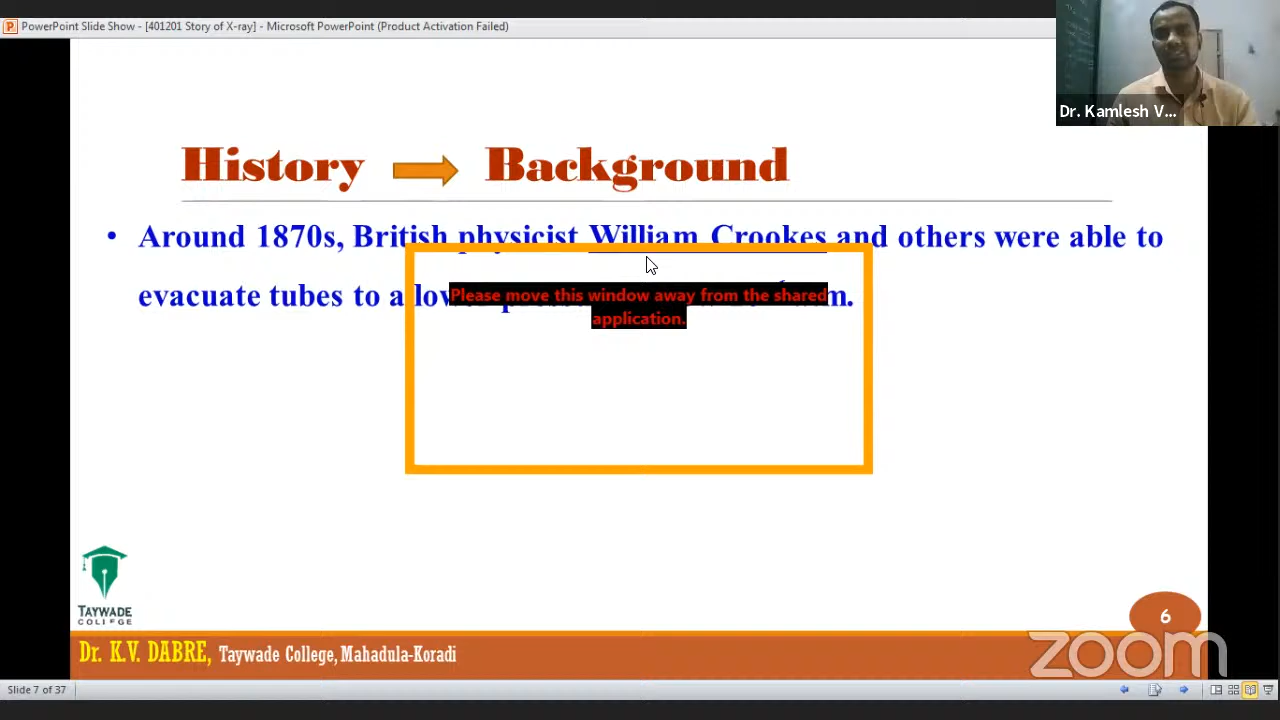 PowerPoint Slide Show - [401201 Story of X-ray] - Microsoft PowerPoint (Product Activation Failed)
Dr. Kamlesh V...
History Background
• Around 1870s, British physicist William Crookes and others were able to
evacuate tubes to a lower
Please move this window away from the shared
application.
TAYWADE
COLLEGE
6
Dr. K.V. DABRE, Taywade College, Mahadula-Koradi
zoom
Slide 7 of 37